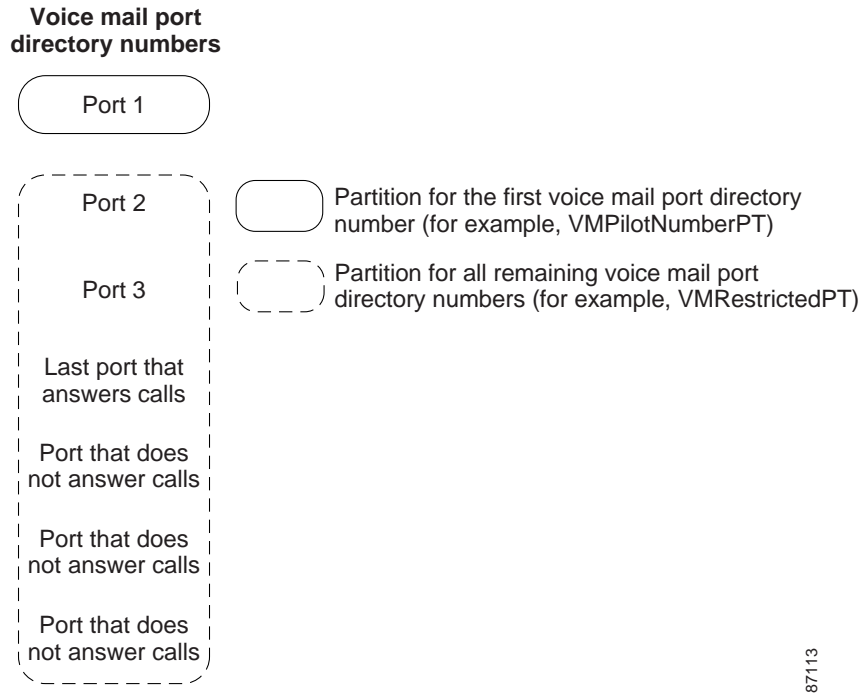 Voice mail port
directory numbers
Port 1
Port 2
Port 3
Last port that
answers calls
Port that does
not answer calls
Port that does
not answer calls
Port that does
not answer calls
Partition for the first voice mail port directory
number (for example, VMPilotNumberPT)
Partition for all remaining voice mail port
directory numbers (for example, VMRestrictedPT)
87113